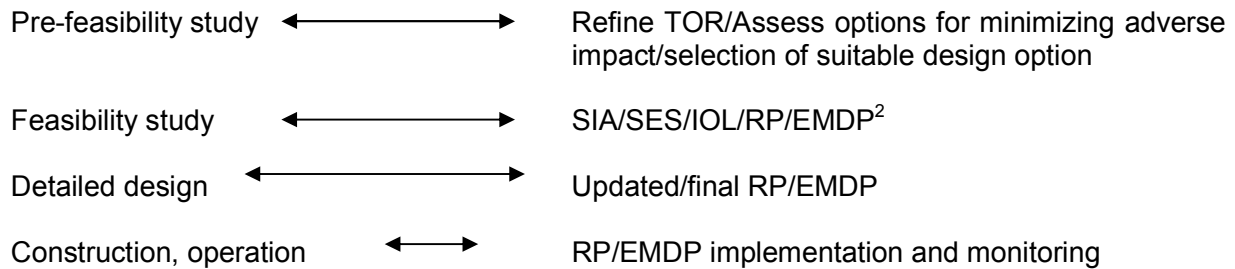 Pre-feasibility study Refine TOR/Assess options for minimizing adverse
impact/selection of suitable design option
Feasibility study SIA/SES/IOL/RP/EMDP²
Detailed design Updated/final RP/EMDP
Construction, operation RP/EMDP implementation and monitoring